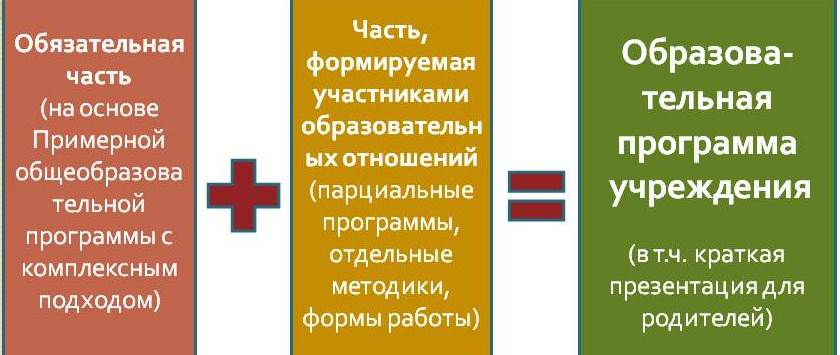 Обязательная
часть
(на основе
Примерной
общеобразова
тельной
программы с
комплексным
подходом)
Часть,
формируемая
участниками
образовательн
ых отношений
(парциальные
программы,
отдельные
методики,
формы работы)
Образова-
тельная
программа
учреждения
(в т.ч. краткая
презентация для
родителей)